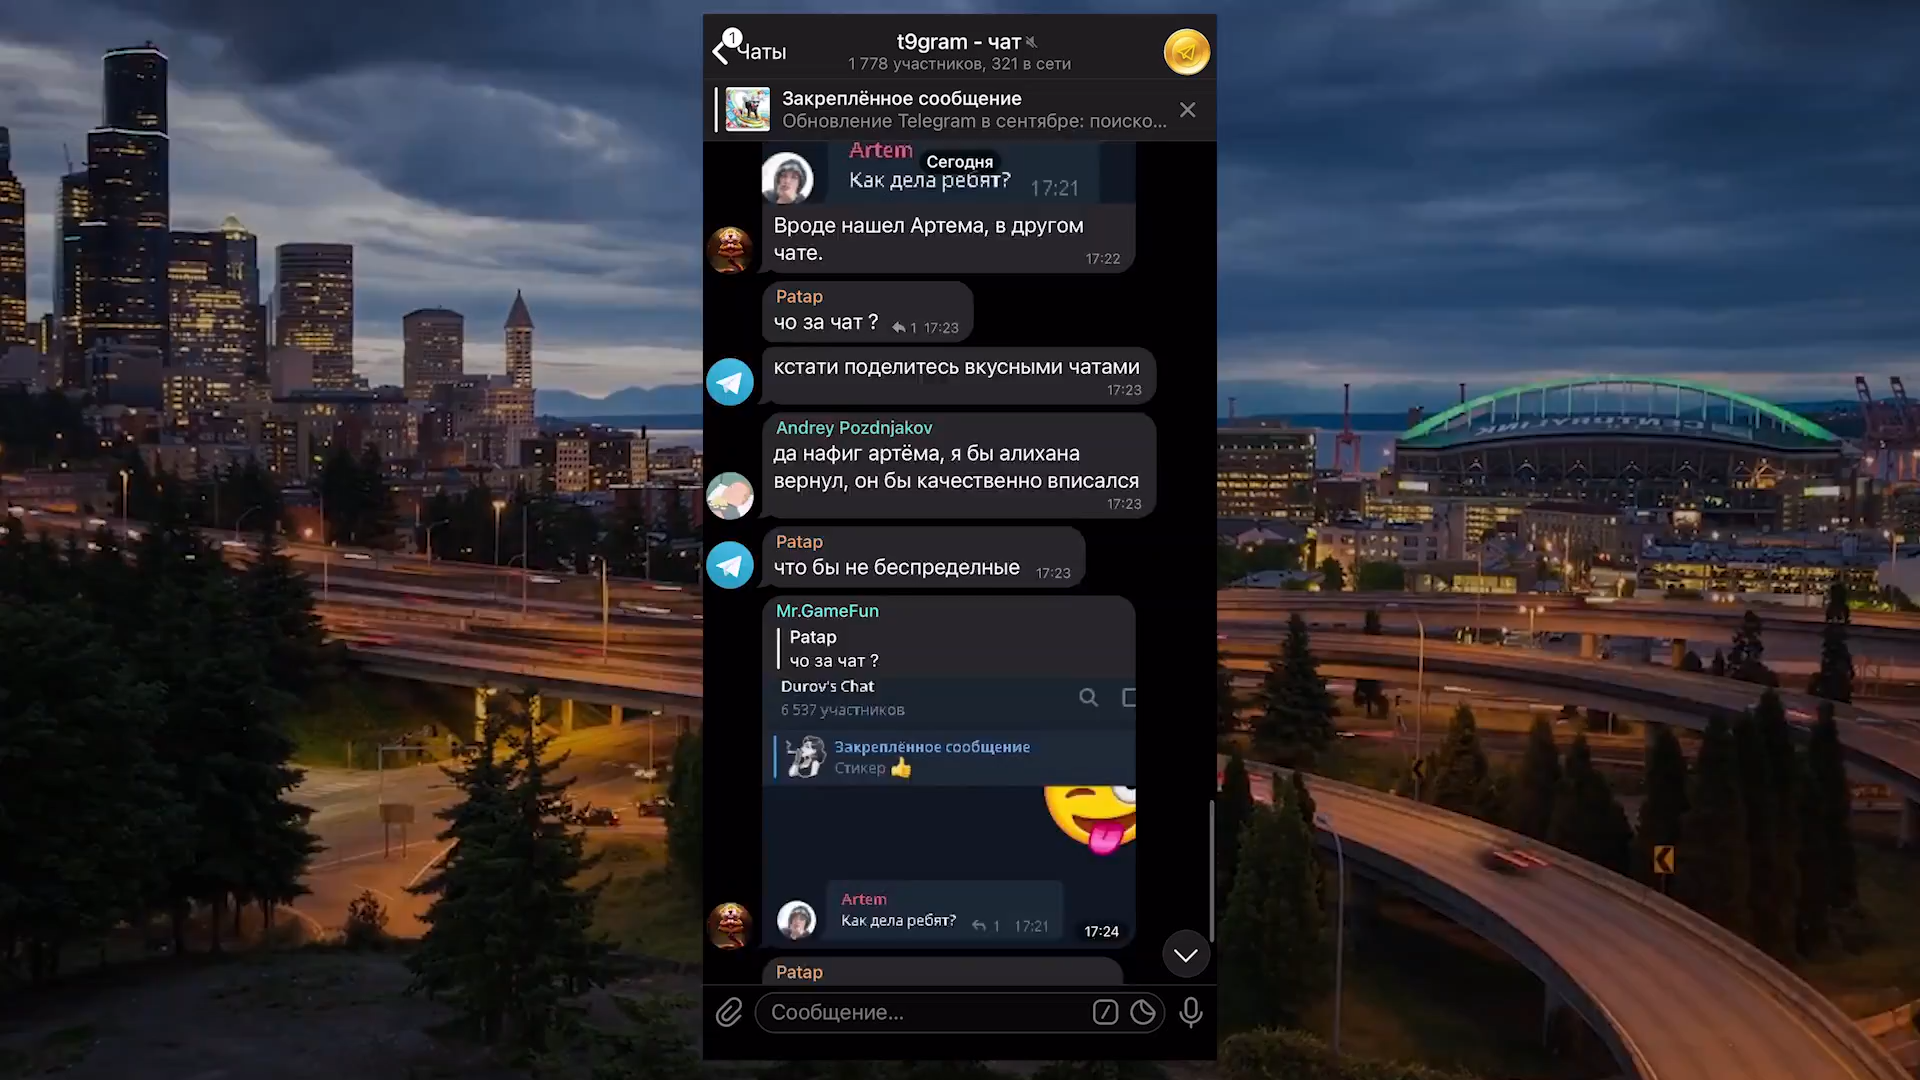 1
Чаты
t9gram - чат
1 778 участников, 321 в сети
Закреплённое сообщение
Обновление Telegram в сентябре: поиско...
Artem
Сегодня
Как дела ребят?
17:21
Вроде нашел Артема, в другом
чате.
17:22
Patap
чо за чат ?
1 17:23
кстати поделитесь вкусными чатами
17:23
Andrey Pozdnjakov
да нафиг артёма, я бы алихана
вернул, он бы качественно вписался
17:23
Patap
что бы не беспределные
17:23
Mr.GameFun
Patap
чо за чат ?
Durov's Chat
6 537 участников
Закреплённое сообщение
Стикер 👍
Artem
Как дела ребят?
1 17:21
17:24
Patap
Сообщение...
CENTURYLINK